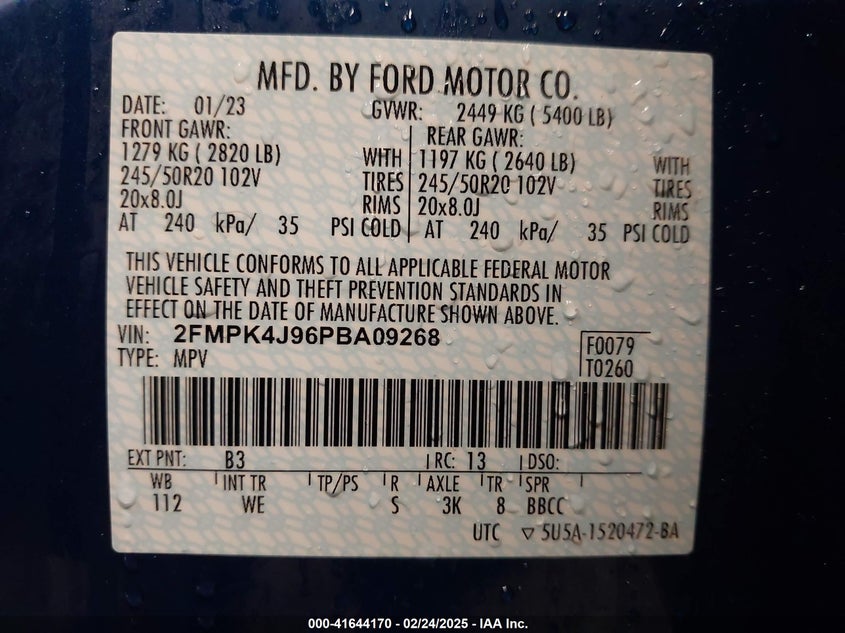 MFD. BY FORD MOTOR CO.
DATE: 01/23 GVWR: 2449 KG ( 5400 LB)
FRONT GAWR: REAR GAWR:
1279 KG ( 2820 LB) WITH 1197 KG ( 2640 LB) WITH
245/50R20 102V TIRES 245/50R20 102V TIRES
20x8.0J RIMS 20x8.0J RIMS
AT 240 kPa/ 35 PSI COLD AT 240 kPa/ 35 PSI COLD
THIS VEHICLE CONFORMS TO ALL APPLICABLE FEDERAL MOTOR
VEHICLE SAFETY AND THEFT PREVENTION STANDARDS IN
EFFECT ON THE DATE OF MANUFACTURE SHOWN ABOVE.
VIN: 2FMPK4J96PBA09268 F0079
TYPE: MPV T0260
EXT PNT: B3 RC: 13 DSO:
WB INT TR TP/PS R AXLE TR SPR
112 WE S 3K 8 BBCC
UTC ▽ 5U5A-1520472-BA
000-41644170 - 02/24/2025 - IAA Inc.